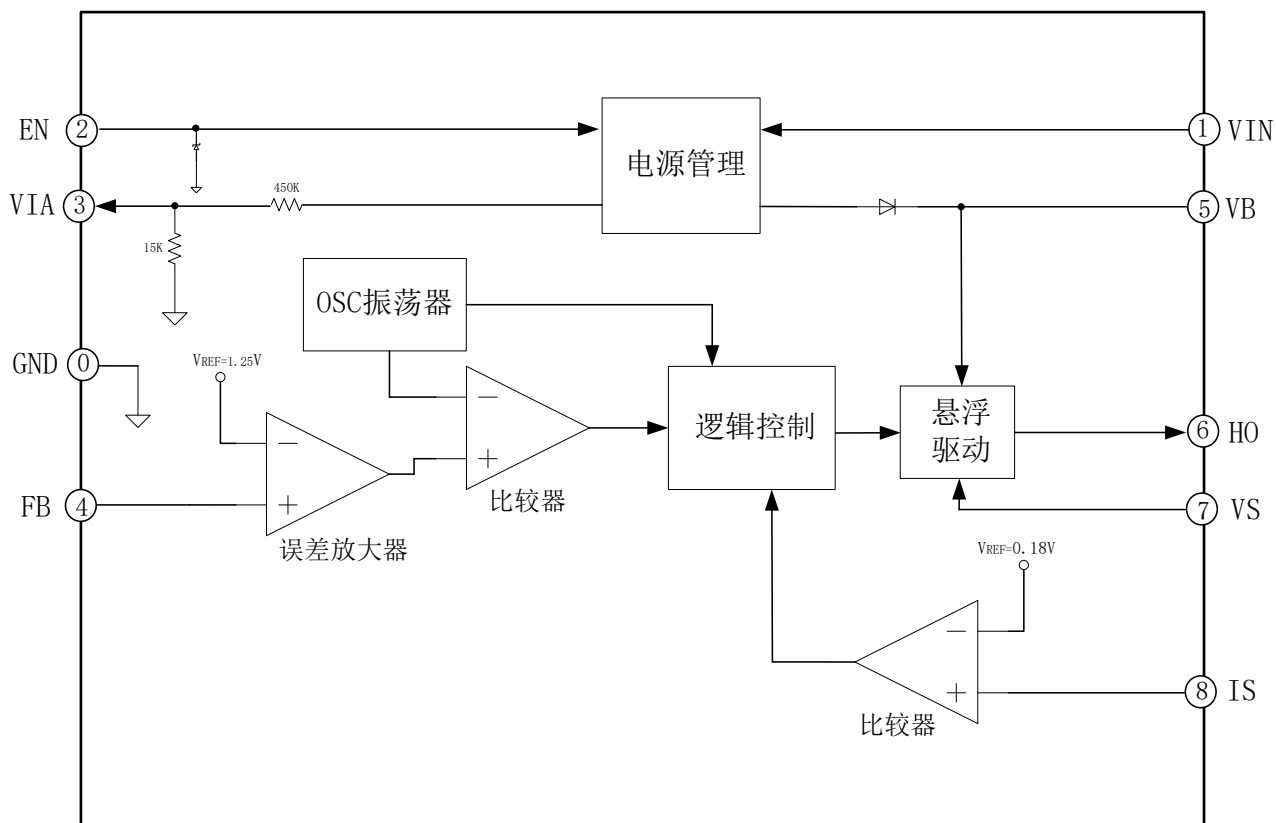 EN
2
电源管理
1
VIN
VIA
3
450K
5
VB
15K
OSC振荡器
GND
0
VREF=1.25V
逻辑控制
悬浮
驱动
6
HO
比较器
FB
4
误差放大器
7
VS
VREF=0.18V
8
IS
比较器